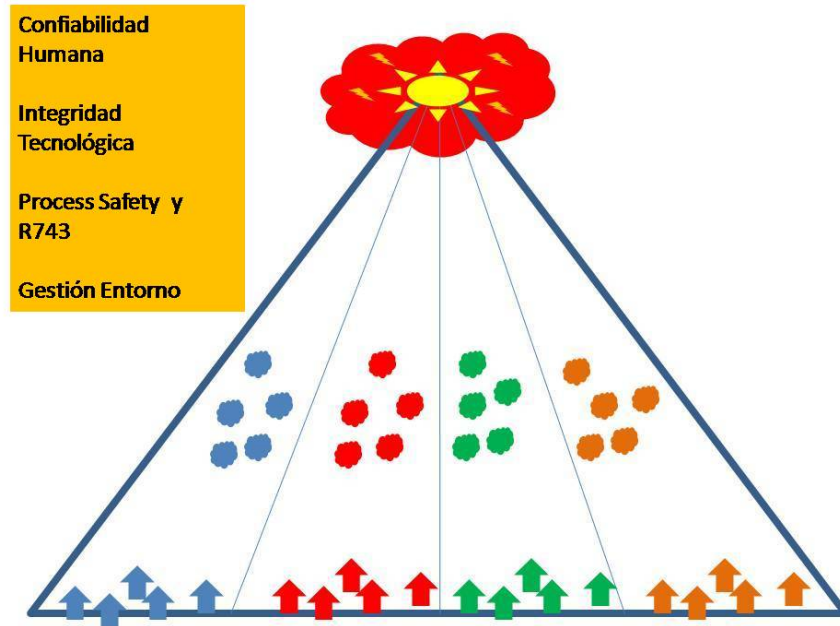 Confiabilidad
Humana
Integridad
Tecnológica
Process Safety y
R743
Gestión Entorno